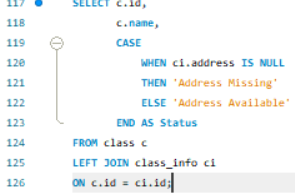 117 SELECT c.id,
118 c.name,
119 CASE
120 WHEN ci.address IS NULL
121 THEN 'Address Missing'
122 ELSE 'Address Available'
123 END AS Status
124 FROM class c
125 LEFT JOIN class_info ci
126 ON c.id = ci.id;